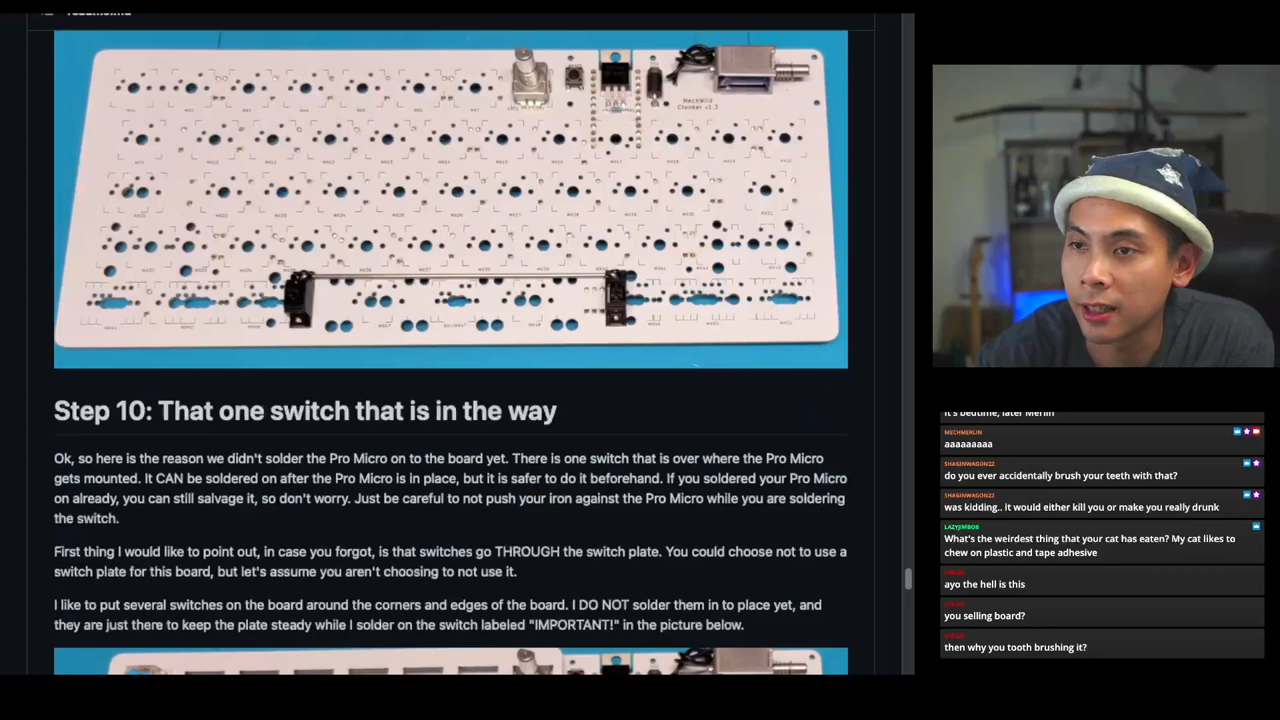 MechWild
Step 10: That one switch that is in the way
Ok, so here is the reason we didn't solder the Pro Micro on to the board yet. There is one switch that is over where the Pro Micro
gets mounted. It CAN be soldered on after the Pro Micro is in place, but it is safer to do it beforehand. If you soldered your Pro Micro
on already, you can still salvage it, so don't worry. Just be careful to not push your iron against the Pro Micro while you are soldering
the switch.
First thing I would like to point out, in case you forgot, is that switches go THROUGH the switch plate. You could choose not to use a
switch plate for this board, but let's assume you aren't choosing to not use it.
I like to put several switches on the board around the corners and edges of the board. I DO NOT solder them in to place yet, and
they are just there to keep the plate steady while I solder on the switch labeled "IMPORTANT!" in the picture below.
it's bedtime, later Merlin
MECHMERLIN
aaaaaaaaa
SHAGINWAGON22
do you ever accidentally brush your teeth with that?
SHAGINWAGON22
was kidding.. it would either kill you or make you really drunk
LAZYJIMBOB
What's the weirdest thing that your cat has eaten? My cat likes to
chew on plastic and tape adhesive
ayo the hell is this
you selling board?
then why you tooth brushing it?